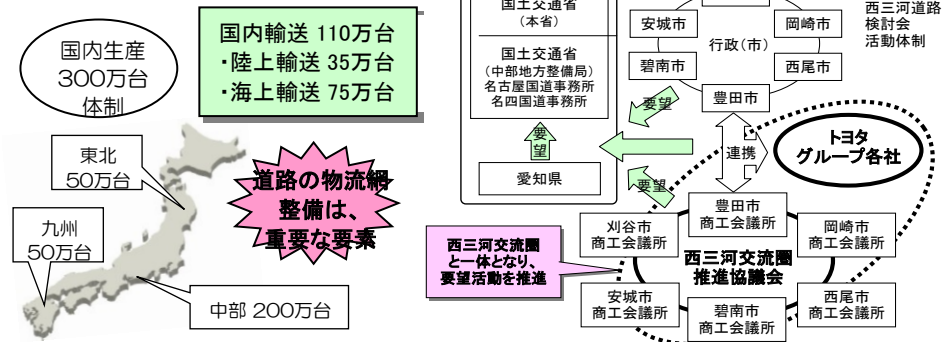 国内生産
300万台
体制
国内輸送 110万台
・陸上輸送 35万台
・海上輸送 75万台
東北
50万台
九州
50万台
道路の物流網
整備は、
重要な要素
中部 200万台
国土交通省
(本省)
国土交通省
(中部地方整備局)
名古屋国道事務所
名四国道事務所
要望
愛知県
要望
要望
西三河道路
検討会
活動体制
安城市
岡崎市
行政(市)
碧南市
西尾市
豊田市
連携
トヨタ
グループ各社
豊田市
商工会議所
刈谷市
商工会議所
岡崎市
商工会議所
西三河交流圏
推進協議会
安城市
商工会議所
碧南市
商工会議所
西尾市
商工会議所
西三河交流圏
と一体となり、
要望活動を推進